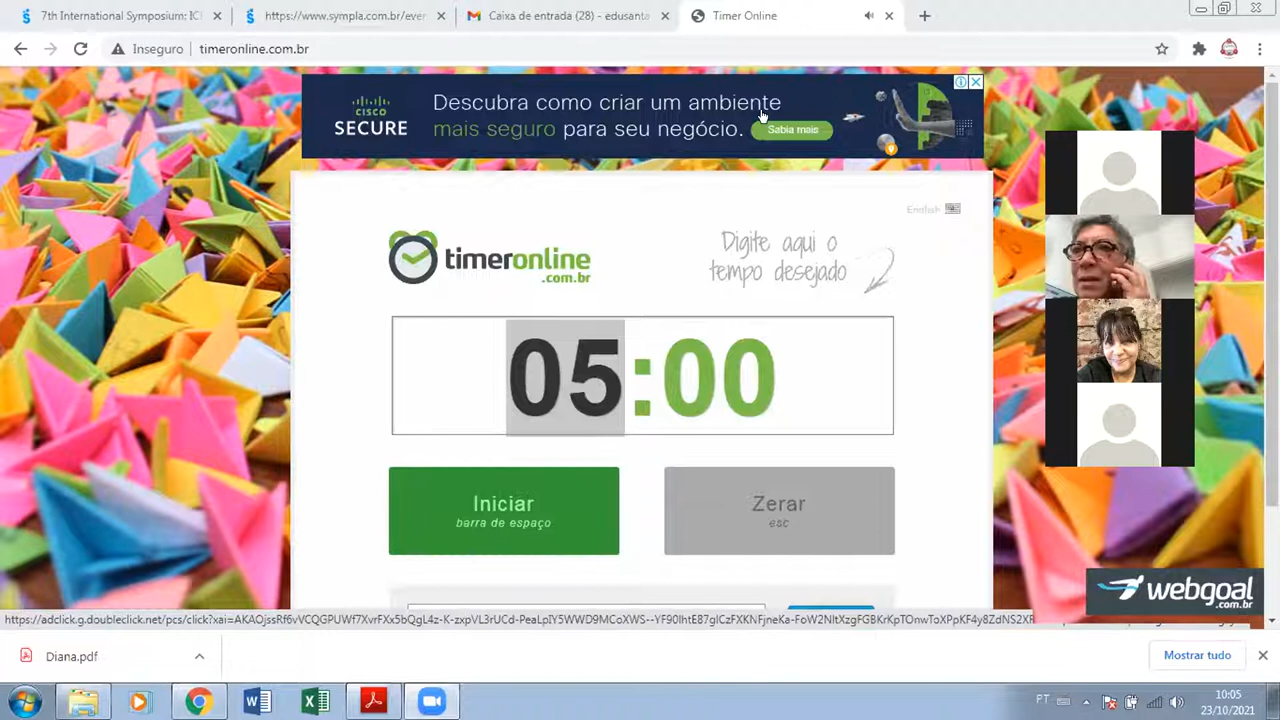 7th International Symposium: ICI
https://www.sympla.com.br/ever
Caixa de entrada (28) - edusanta
Timer Online
Inseguro
timeronline.com.br
cisco
SECURE
Descubra como criar um ambiente
mais seguro para seu negócio.
Sabia mais
English
timeronline
.com.br
Digite aqui o
tempo desejado
05:00
Iniciar
barra de espaço
Zerar
esc
webgoal
.com.br
Diana.pdf
Mostrar tudo
PT
10:05
23/10/2021